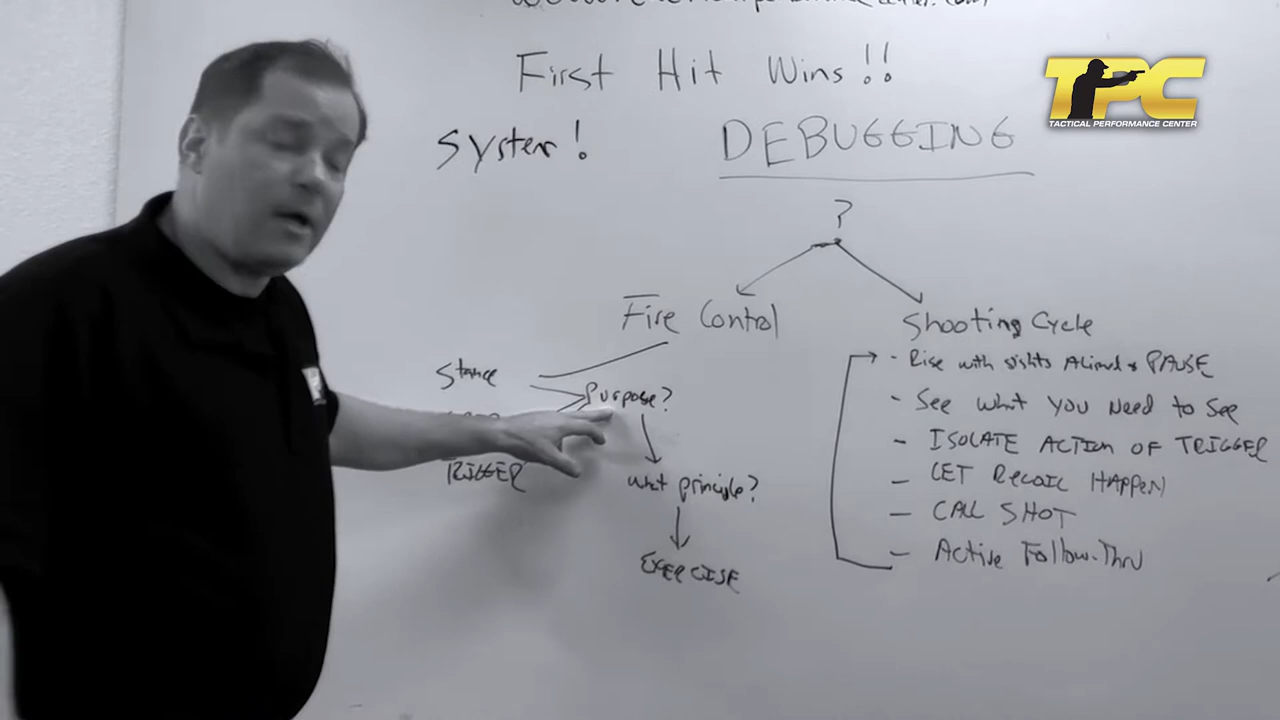 First Hit Wins!!
TPC
TACTICAL PERFORMANCE CENTER
System!
DEBUGGING
?
Fire Control
Stance
Purpose?
TRIGGER
what principle?
EXERCISE
Shooting Cycle
- Rise with sights Aligned & PAUSE
- See what you Need to See
- ISOLATE ACTION OF TRIGGER
- LET RECOIL HAPPEN
- CALL SHOT
- Active Follow-Thru